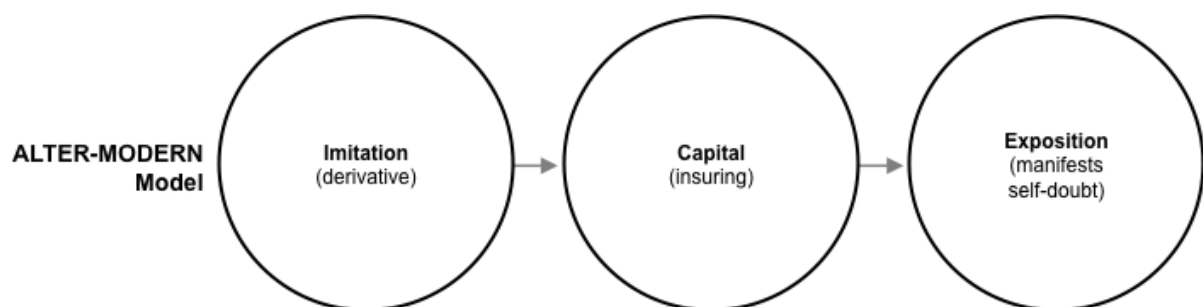 ALTER-MODERN
Model
Imitation
(derivative)
Capital
(insuring)
Exposition
(manifests
self-doubt)